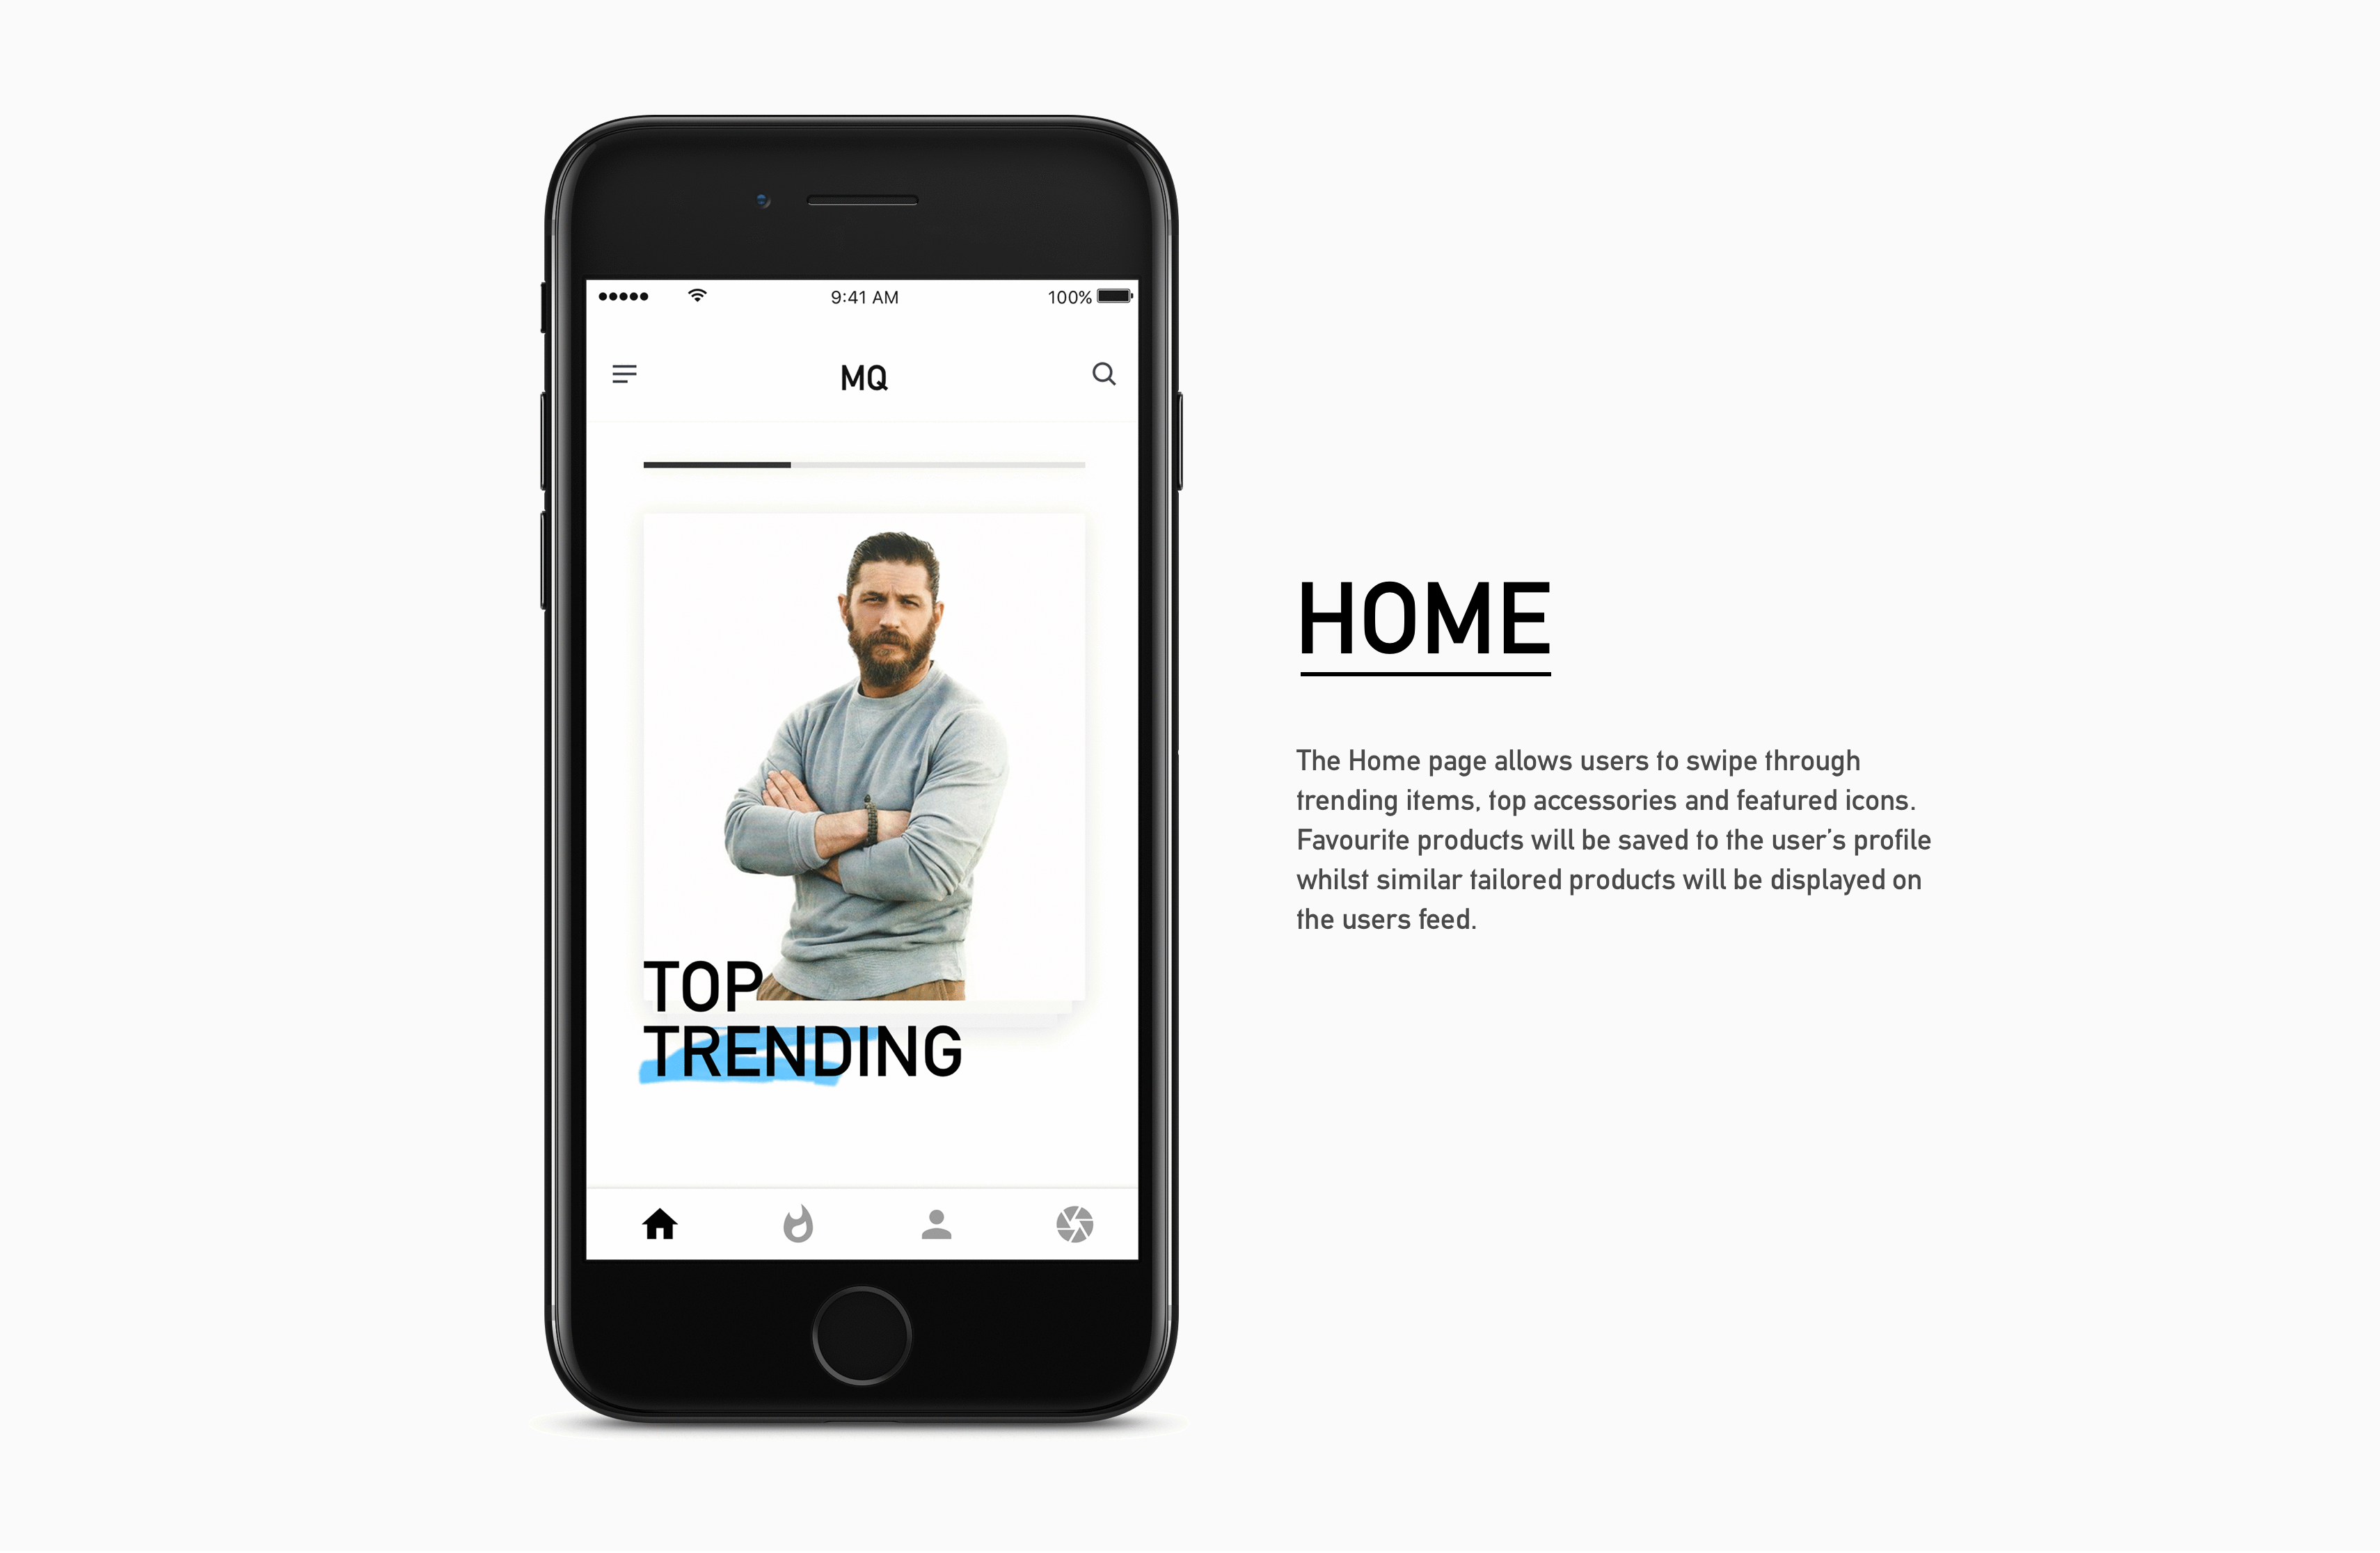 9:41 AM
100%
MQ
TOP
TRENDING
HOME
The Home page allows users to swipe through
trending items, top accessories and featured icons.
Favourite products will be saved to the user’s profile
whilst similar tailored products will be displayed on
the users feed.